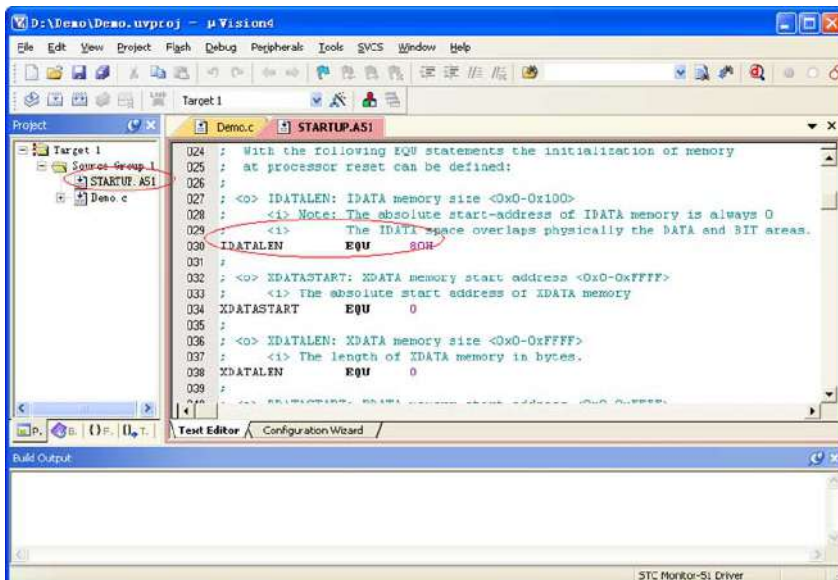 D:\Demo\Demo.uvproj - µVision4
File Edit View Project Flash Debug Peripherals Tools SVCS Window Help
Target 1
Project
Demo.c STARTUP.A51
Target 1
Source Group 1
STARTUP.A51
Demo.c
024 ; With the following EQU statements the initialization of memory
025 ; at processor reset can be defined:
026 ;
027 ; <o> IDATALEN: IDATA memory size <0x0-0x100>
028 ; <i> Note: The absolute start-address of IDATA memory is always 0
029 ; <i> The IDATA space overlaps physically the DATA and BIT areas.
030 IDATALEN EQU 80H
031 ;
032 ; <o> XDATASTART: XDATA memory start address <0x0-0xFFFF>
033 ; <i> The absolute start address of XDATA memory
034 XDATASTART EQU 0
035 ;
036 ; <o> XDATALEN: XDATA memory size <0x0-0xFFFF>
037 ; <i> The length of XDATA memory in bytes.
038 XDATALEN EQU 0
039 ;
P. B. {} F. 0 T.
Text Editor Configuration Wizard
Build Output
STC Monitor-51 Driver